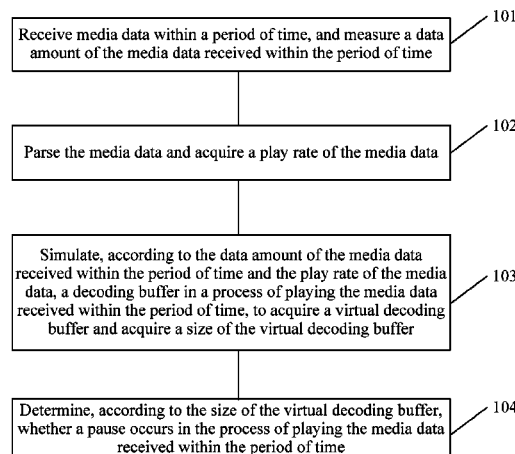 101
Receive media data within a period of time, and measure a data
amount of the media data received within the period of time
102
Parse the media data and acquire a play rate of the media data
Simulate, according to the data amount of the media data
received within the period of time and the play rate of the media
data, a decoding buffer in a process of playing the media data
received within the period of time, to acquire a virtual decoding
buffer and acquire a size of the virtual decoding buffer
103
Determine, according to the size of the virtual decoding buffer,
whether a pause occurs in the process of playing the media data
received within the period of time
104